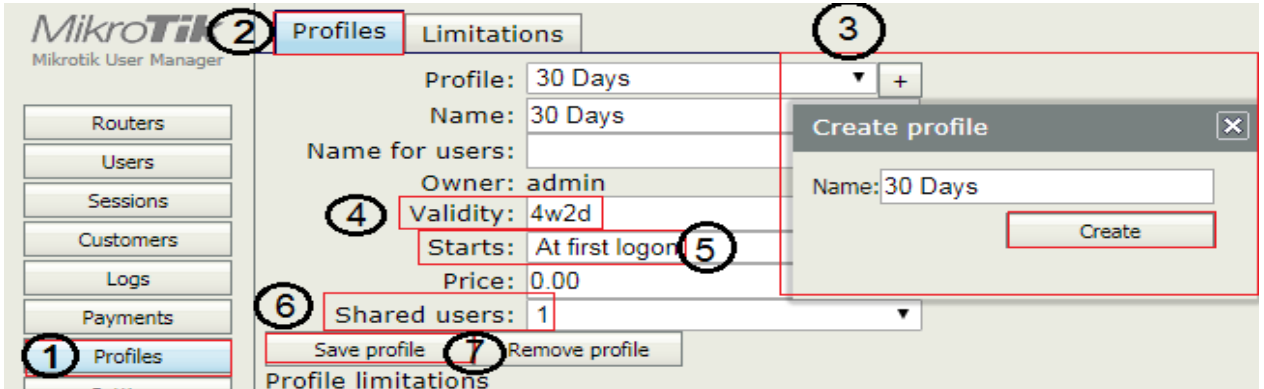 MikroTik
Mikrotik User Manager
Routers
Users
Sessions
Customers
Logs
Payments
1 Profiles
2 Profiles Limitations
3
Profile: 30 Days +
Name: 30 Days
Name for users:
Owner: admin
4 Validity: 4w2d
Starts: At first logon 5
Price: 0.00
6 Shared users: 1
Save profile 7 Remove profile
Profile limitations
Create profile
Name: 30 Days
Create